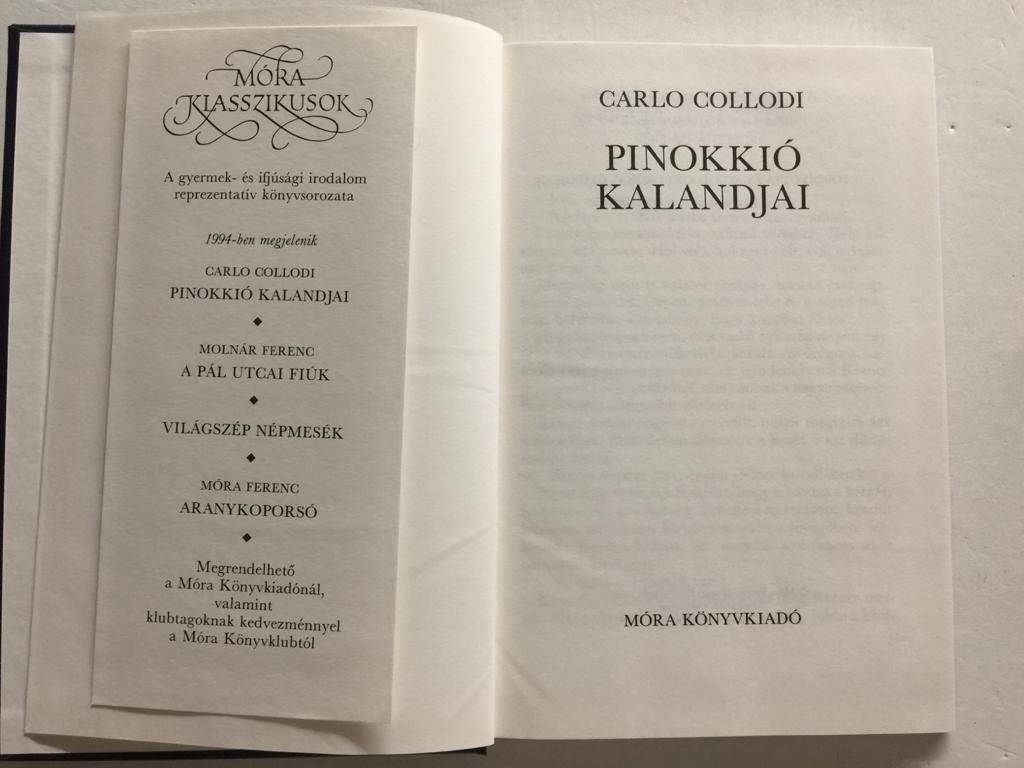 MÓRA
KLASSZIKUSOK
A gyermek- és ifjúsági irodalom
reprezentatív könyvsorozata
1994-ben megjelenik
CARLO COLLODI
PINOKKIÓ KALANDJAI
MOLNÁR FERENC
A PÁL UTCAI FIÚK
VILÁGSZÉP NÉPMESÉK
MÓRA FERENC
ARANYKOPORSÓ
Megrendelhető
a Móra Könyvkiadónál,
valamint
klubtagoknak kedvezménnyel
a Móra Könyvklubtól
CARLO COLLODI
PINOKKIÓ
KALANDJAI
MÓRA KÖNYVKIADÓ